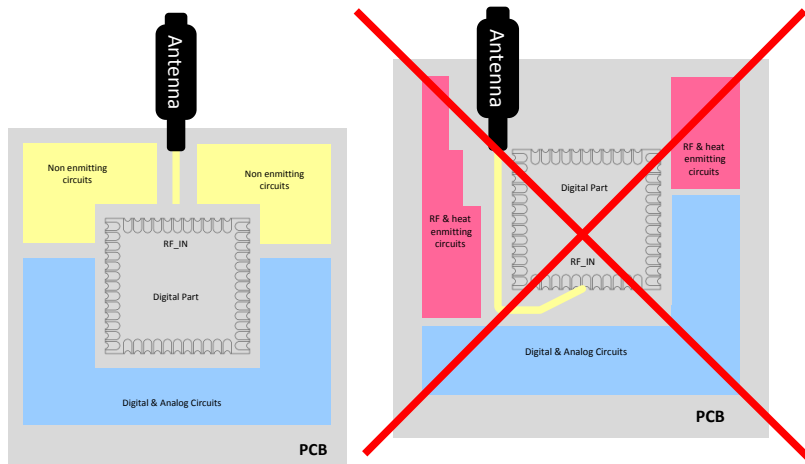 Antenna
Non enmitting
circuits
Non enmitting
circuits
RF_IN
Digital Part
Digital & Analog Circuits
PCB
Antenna
RF & heat
enmitting
circuits
Digital Part
RF & heat
enmitting
circuits
RF_IN
Digital & Analog Circuits
PCB